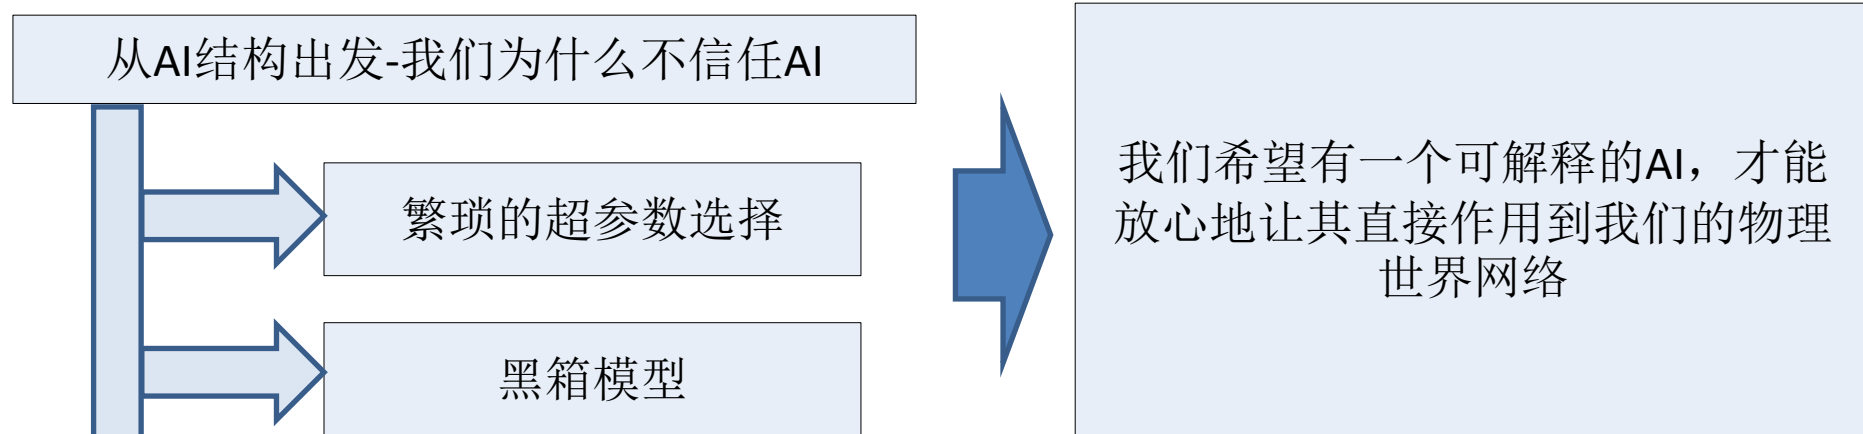 从AI结构出发-我们为什么不信任AI
繁琐的超参数选择
黑箱模型
我们希望有一个可解释的AI，才能
放心地让其直接作用到我们的物理
世界网络